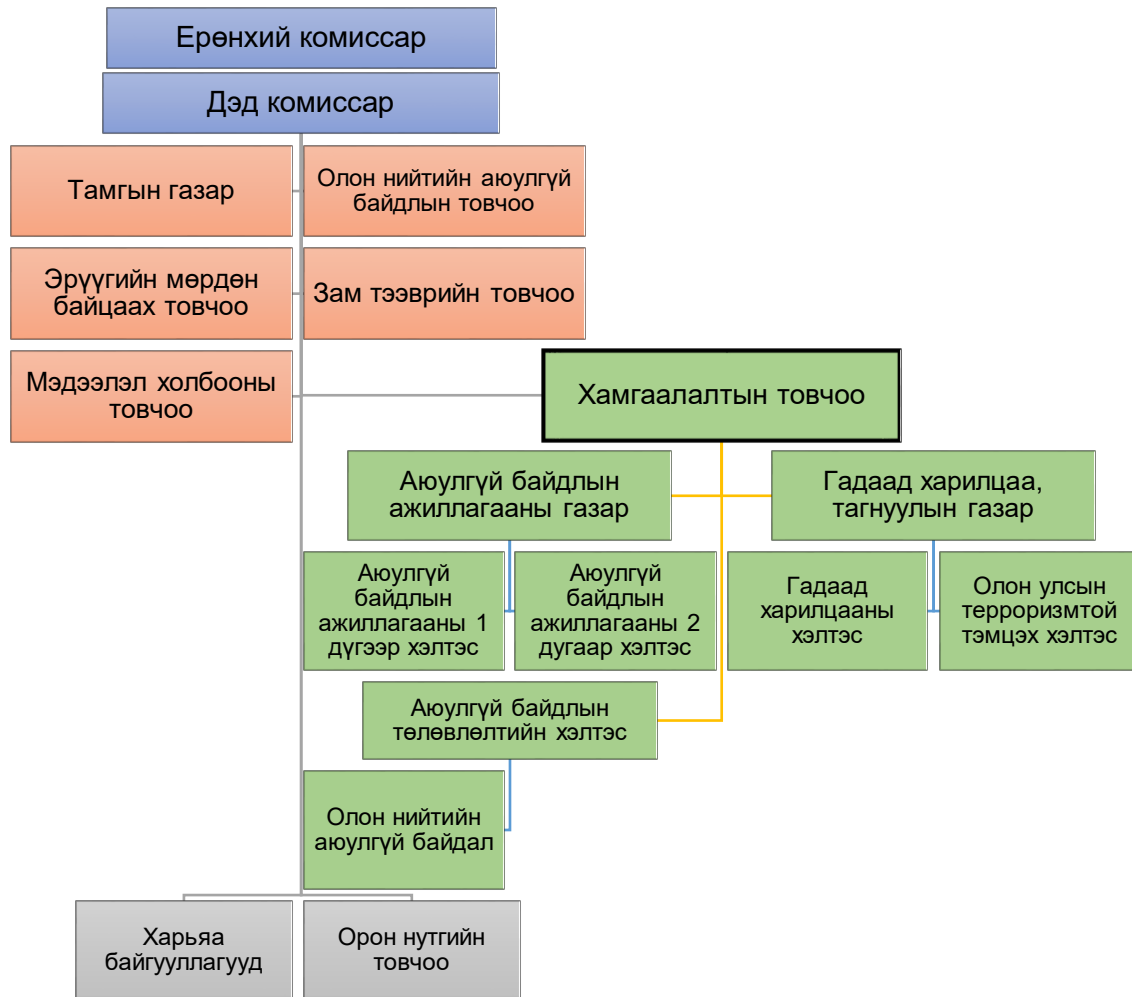 Ерөнхий комиссар
Дэд комиссар
Тамгын газар
Олон нийтийн аюулгүй
байдлын товчоо
Эрүүгийн мөрдөн
байцаах товчоо
Зам тээврийн товчоо
Мэдээлэл холбооны
товчоо
Хамгаалалтын товчоо
Аюулгүй байдлын
ажиллагааны газар
Гадаад харилцаа,
тагнуулын газар
Аюулгүй
байдлын
ажиллагааны 1
дүгээр хэлтэс
Аюулгүй
байдлын
ажиллагааны 2
дугаар хэлтэс
Гадаад
харилцааны
хэлтэс
Олон улсын
терроризмтой
тэмцэх хэлтэс
Аюулгүй байдлын
төлөвлөлтийн хэлтэс
Олон нийтийн
аюулгүй байдал
Харьяа
байгууллагууд
Орон нутгийн
товчоо